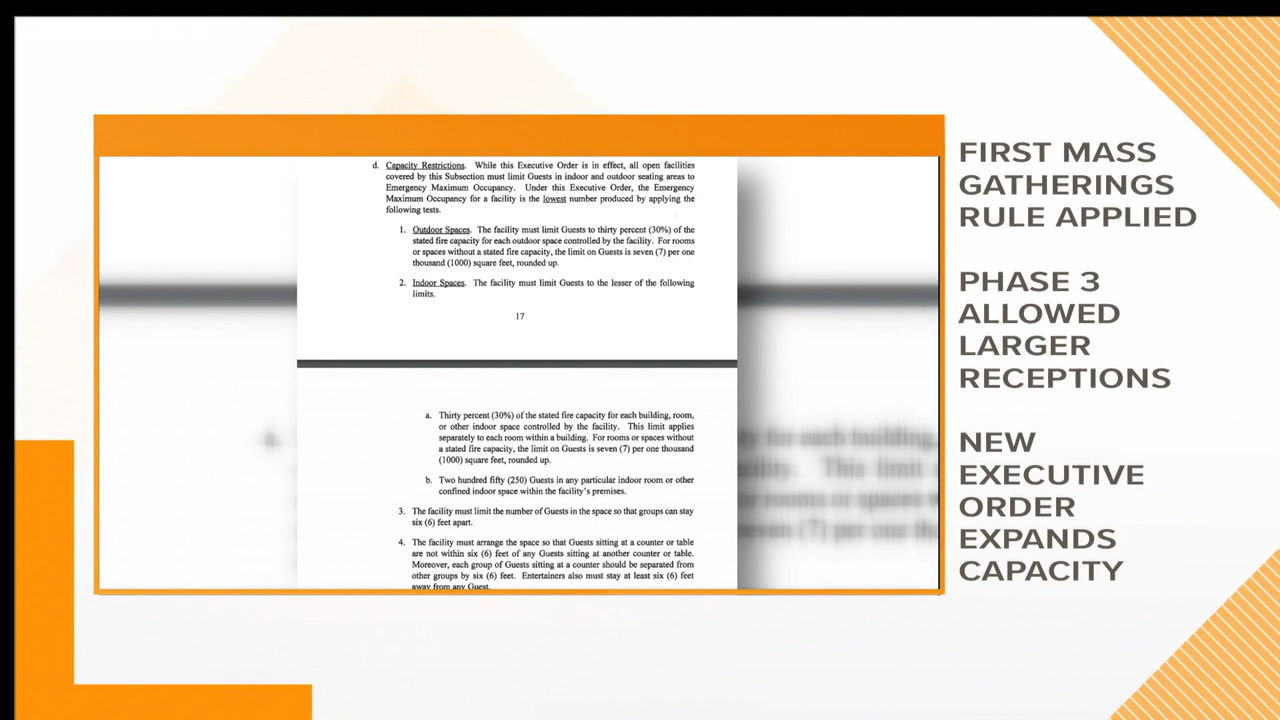 d. Capacity Restrictions. While this Executive Order is in effect, all open facilities
covered by this Subsection must limit Guests in indoor and outdoor seating areas to
Emergency Maximum Occupancy. Under this Executive Order, the Emergency
Maximum Occupancy for a facility is the lowest number produced by applying the
following tests.
1. Outdoor Spaces. The facility must limit Guests to thirty percent (30%) of the
stated fire capacity for each outdoor space controlled by the facility. For rooms
or spaces without a stated fire capacity, the limit on Guests is seven (7) per one
thousand (1000) square feet, rounded up.
2. Indoor Spaces. The facility must limit Guests to the lesser of the following
limits.
17
a. Thirty percent (30%) of the stated fire capacity for each building, room,
or other indoor space controlled by the facility. This limit applies
separately to each room within a building. For rooms or spaces without
a stated fire capacity, the limit on Guests is seven (7) per one thousand
(1000) square feet, rounded up.
b. Two hundred fifty (250) Guests in any particular indoor room or other
confined indoor space within the facility's premises.
3. The facility must limit the number of Guests in the space so that groups can stay
six (6) feet apart.
4. The facility must arrange the space so that Guests sitting at a counter or table
are not within six (6) feet of any Guests sitting at another counter or table.
Moreover, each group of Guests sitting at a counter should be separated from
other groups by six (6) feet. Entertainers also must stay at least six (6) feet
away from any Guest.
FIRST MASS
GATHERINGS
RULE APPLIED
PHASE 3
ALLOWED
LARGER
RECEPTIONS
NEW
EXECUTIVE
ORDER
EXPANDS
CAPACITY